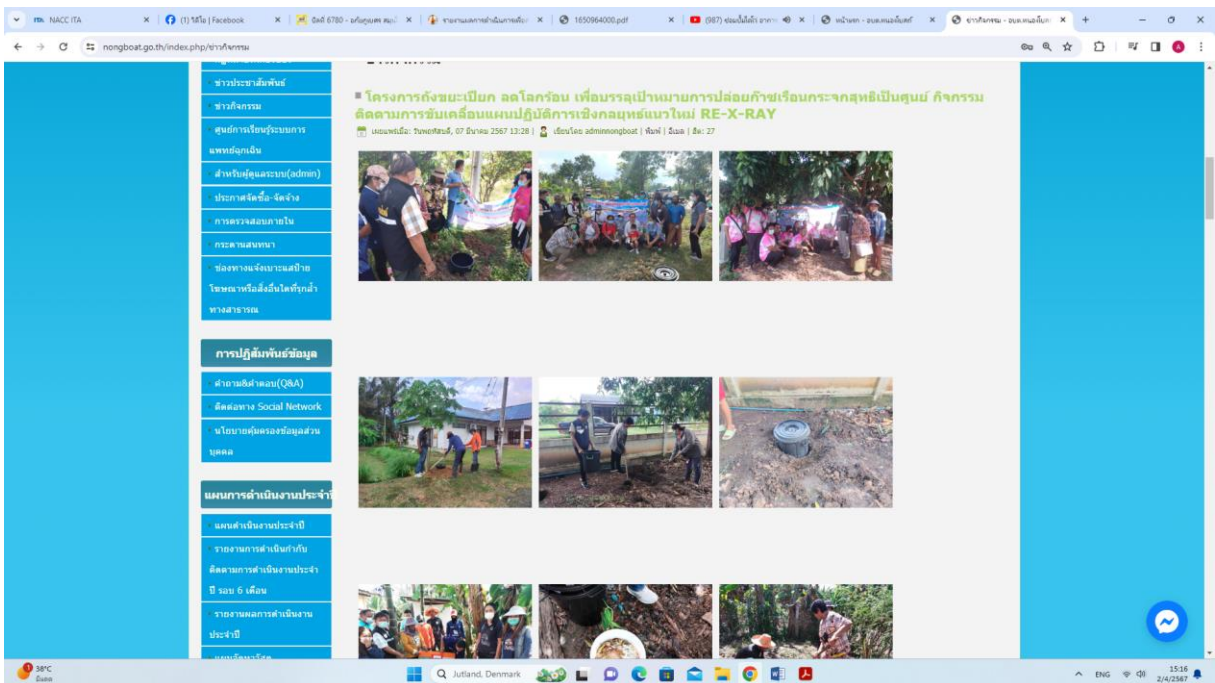 NACC ITA
(1) วิดีโอ | Facebook
1650964000.pdf
nongboat.go.th/index.php/ข่าวกิจกรรม
ข่าวประชาสัมพันธ์
ข่าวกิจกรรม
ศูนย์การเรียนรู้ระบบการ
แพทย์ฉุกเฉิน
สำหรับผู้ดูแลระบบ(admin)
ประกาศจัดซื้อ-จัดจ้าง
การตรวจสอบภายใน
กระดานสนทนา
ช่องทางแจ้งเบาะแสป้าย
โฆษณาหรือสิ่งอื่นใดที่รุกล้ำ
ทางสาธารณ
การปฏิสัมพันธ์ข้อมูล
คำถาม&คำตอบ(Q&A)
ติดต่อทาง Social Network
นโยบายคุ้มครองข้อมูลส่วน
บุคคล
แผนการดำเนินงานประจำปี
แผนดำเนินงานประจำปี
รายงานการดำเนินกำกับ
ติดตามการดำเนินงานประจำ
ปี รอบ 6 เดือน
รายงานผลการดำเนินงาน
ประจำปี
โครงการถังขยะเปียก ลดโลกร้อน เพื่อบรรลุเป้าหมายการปล่อยก๊าซเรือนกระจกสุทธิเป็นศูนย์ กิจกรรม
ติดตามการขับเคลื่อนแผนปฏิบัติการเชิงกลยุทธ์แนวใหม่ RE-X-RAY
เผยแพร่เมื่อ: วันพฤหัสบดี, 07 มีนาคม 2567 13:28 | เขียนโดย adminnongboat | พิมพ์ | อีเมล | ฮิต: 27
38°C
Jutland, Denmark
ENG
15:16
2/4/2567